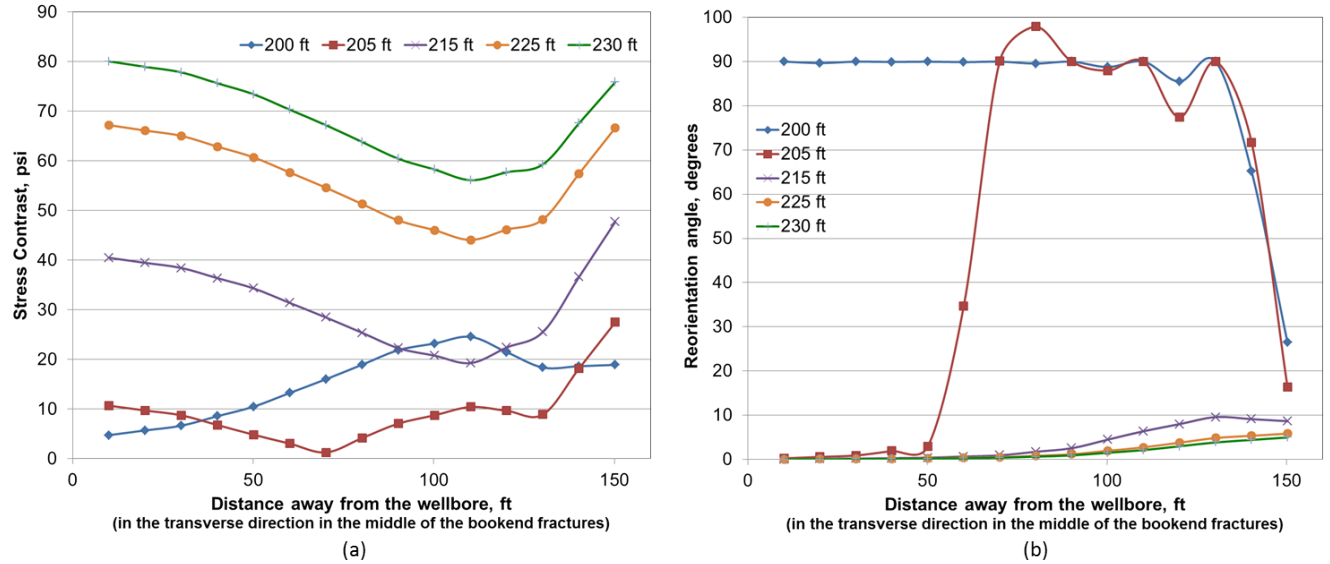 90
80
70
60
50
40
30
20
10
0
Stress Contrast, psi
200 ft 205 ft 215 ft 225 ft 230 ft
0 50 100 150
Distance away from the wellbore, ft
(in the transverse direction in the middle of the bookend fractures)
(a)
100
90
80
70
60
50
40
30
20
10
0
Reorientation angle, degrees
200 ft
205 ft
215 ft
225 ft
230 ft
0 50 100 150
Distance away from the wellbore, ft
(in the transverse direction in the middle of the bookend fractures)
(b)